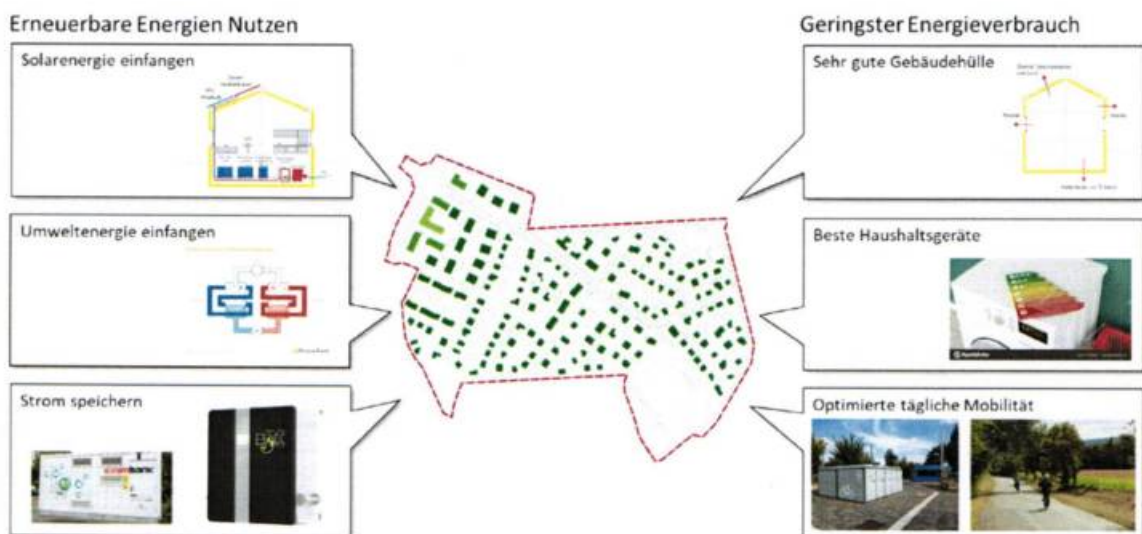 Erneuerbare Energien Nutzen
Solarenergie einfangen
Umweltenergie einfangen
Strom speichern
Geringster Energieverbrauch
Sehr gute Gebäudehülle
Beste Haushaltsgeräte
Optimierte tägliche Mobilität